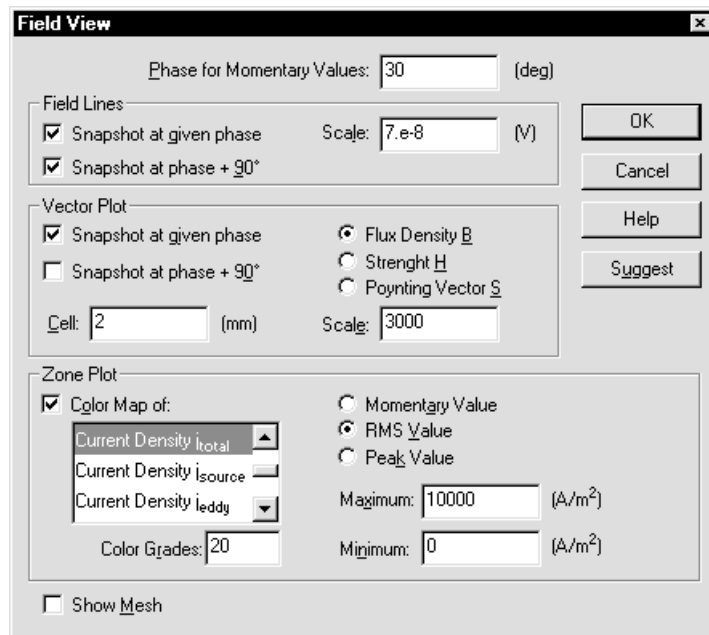 Field View
Phase for Momentary Values: 30 (deg)
Field Lines
Snapshot at given phase Scale: 7.e-8 (V)
Snapshot at phase + 90°
OK
Cancel
Help
Suggest
Vector Plot
Snapshot at given phase
Snapshot at phase + 90°
Flux Density B
Strenght H
Poynting Vector S
Cell: 2 (mm) Scale: 3000
Zone Plot
Color Map of:
Current Density jtotal
Current Density jsource
Current Density jeddy
Color Grades: 20
Momentary Value
RMS Value
Peak Value
Maximum: 10000 (A/m²)
Minimum: 0 (A/m²)
Show Mesh